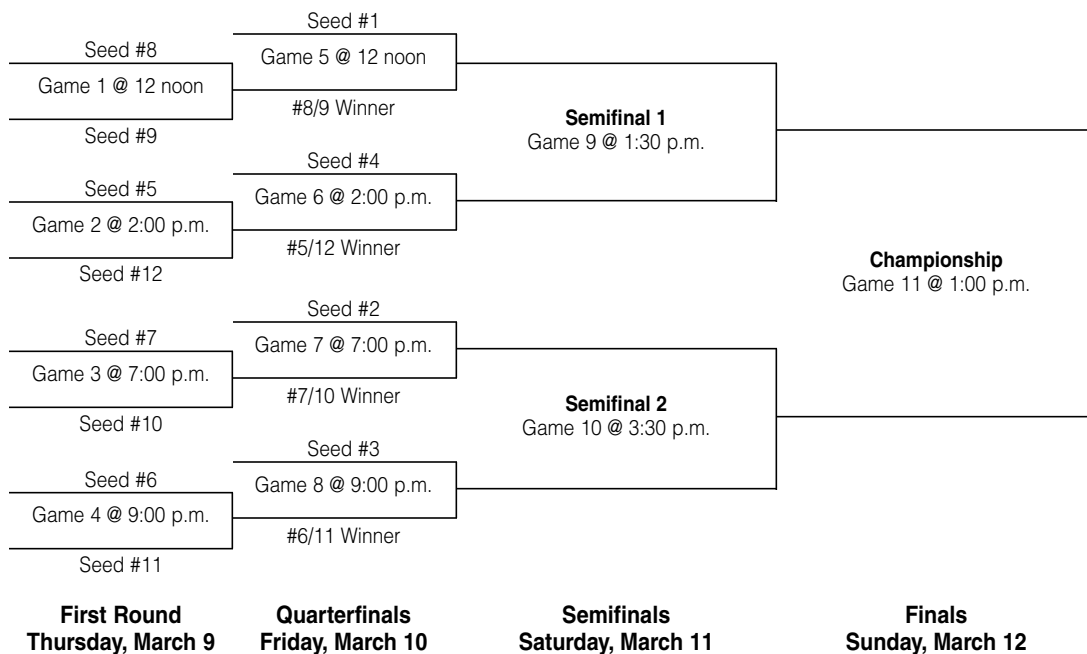 Seed #8
Game 1 @ 12 noon
Seed #9
Seed #5
Game 2 @ 2:00 p.m.
Seed #12
Seed #7
Game 3 @ 7:00 p.m.
Seed #10
Seed #6
Game 4 @ 9:00 p.m.
Seed #11
First Round
Thursday, March 9
Seed #1
Game 5 @ 12 noon
#8/9 Winner
Seed #4
Game 6 @ 2:00 p.m.
#5/12 Winner
Seed #2
Game 7 @ 7:00 p.m.
#7/10 Winner
Seed #3
Game 8 @ 9:00 p.m.
#6/11 Winner
Quarterfinals
Friday, March 10
Semifinal 1
Game 9 @ 1:30 p.m.
Semifinal 2
Game 10 @ 3:30 p.m.
Semifinals
Saturday, March 11
Championship
Game 11 @ 1:00 p.m.
Finals
Sunday, March 12